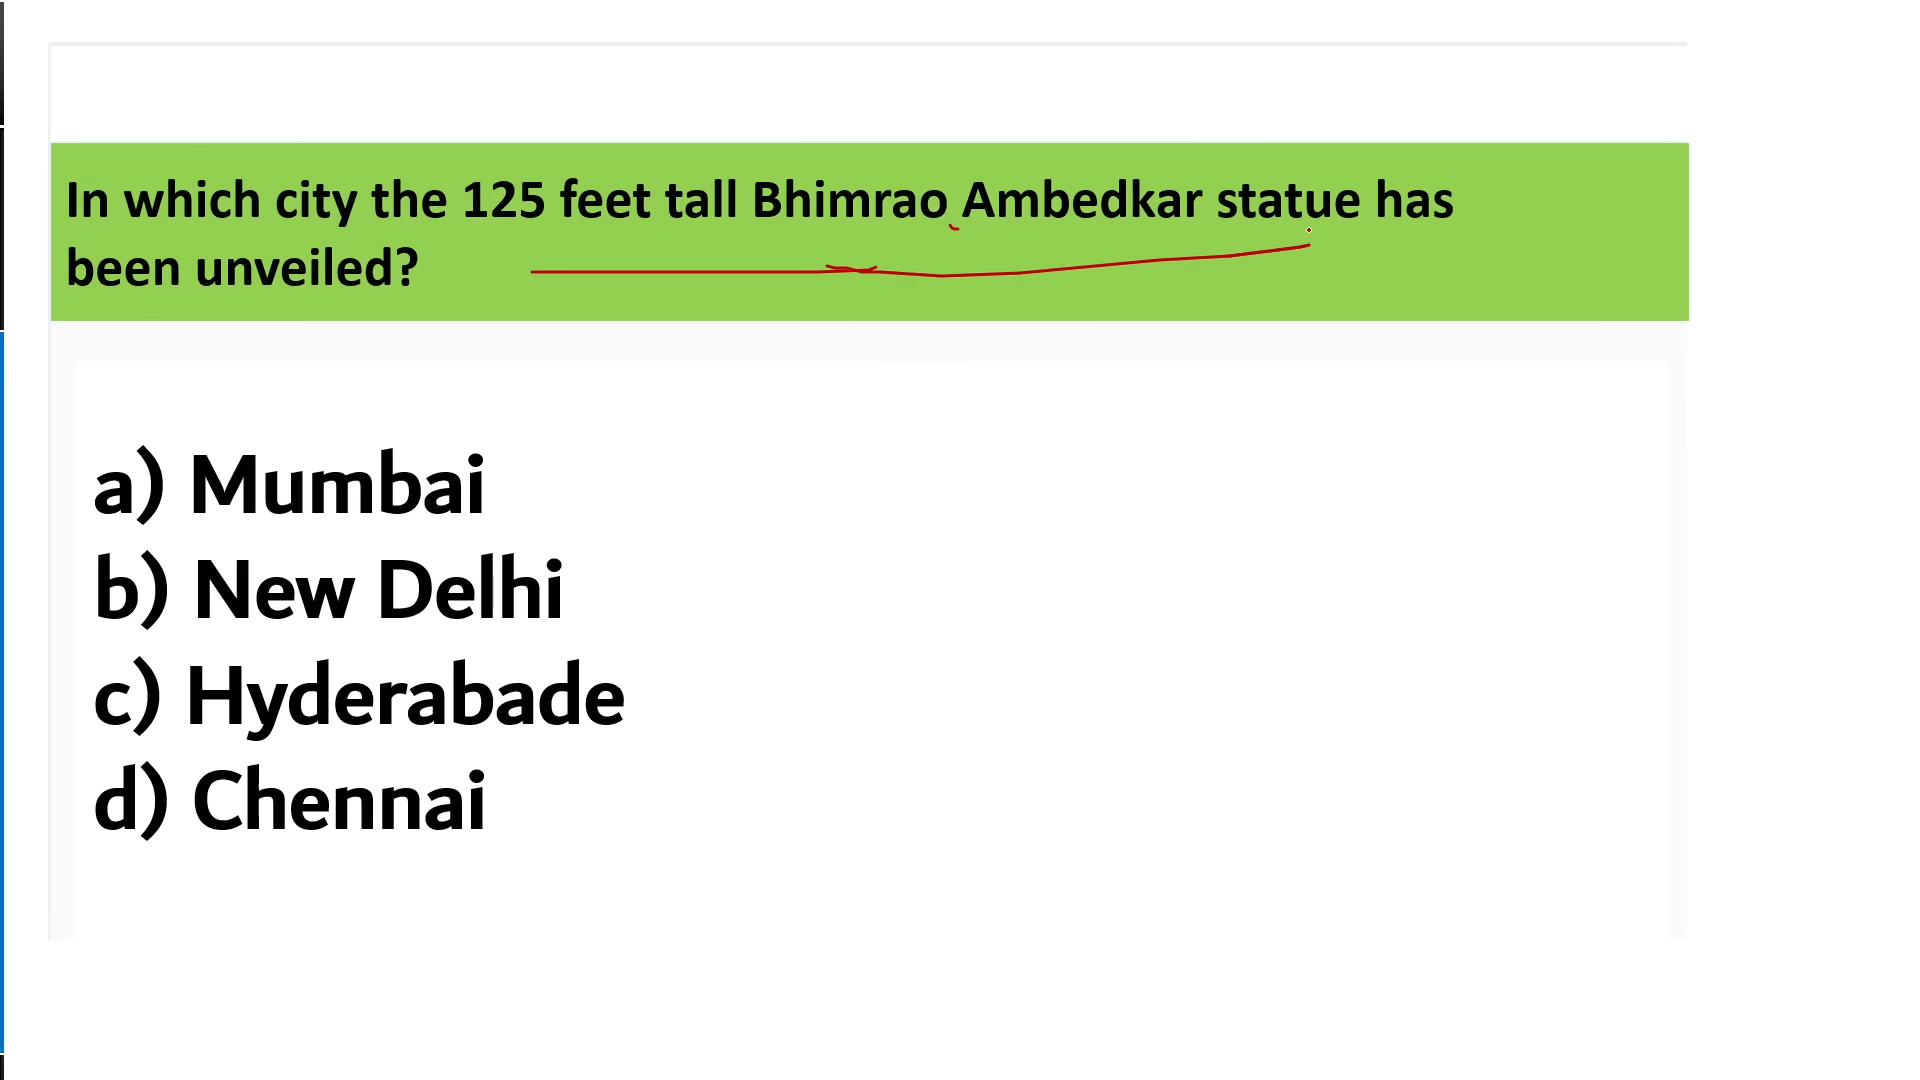 In which city the 125 feet tall Bhimrao Ambedkar statue has
been unveiled?
a) Mumbai
b) New Delhi
c) Hyderabade
d) Chennai